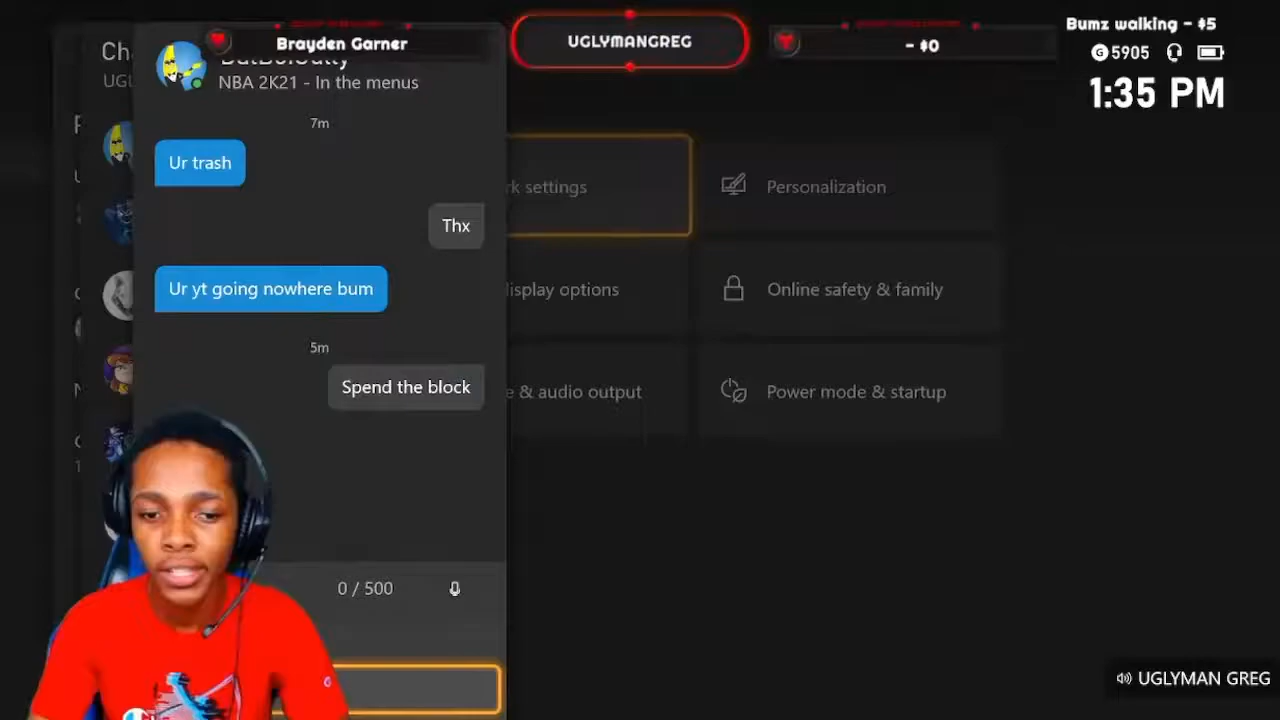 Brayden Garner
UGLYMANGREG
- $0
Bumz walking - $5
G 5905
1:35 PM
NBA 2K21 - In the menus
7m
Ur trash
Thx
Ur yt going nowhere bum
5m
Spend the block
0 / 500
settings
Personalization
display options
Online safety & family
& audio output
Power mode & startup
UGLYMAN GREG